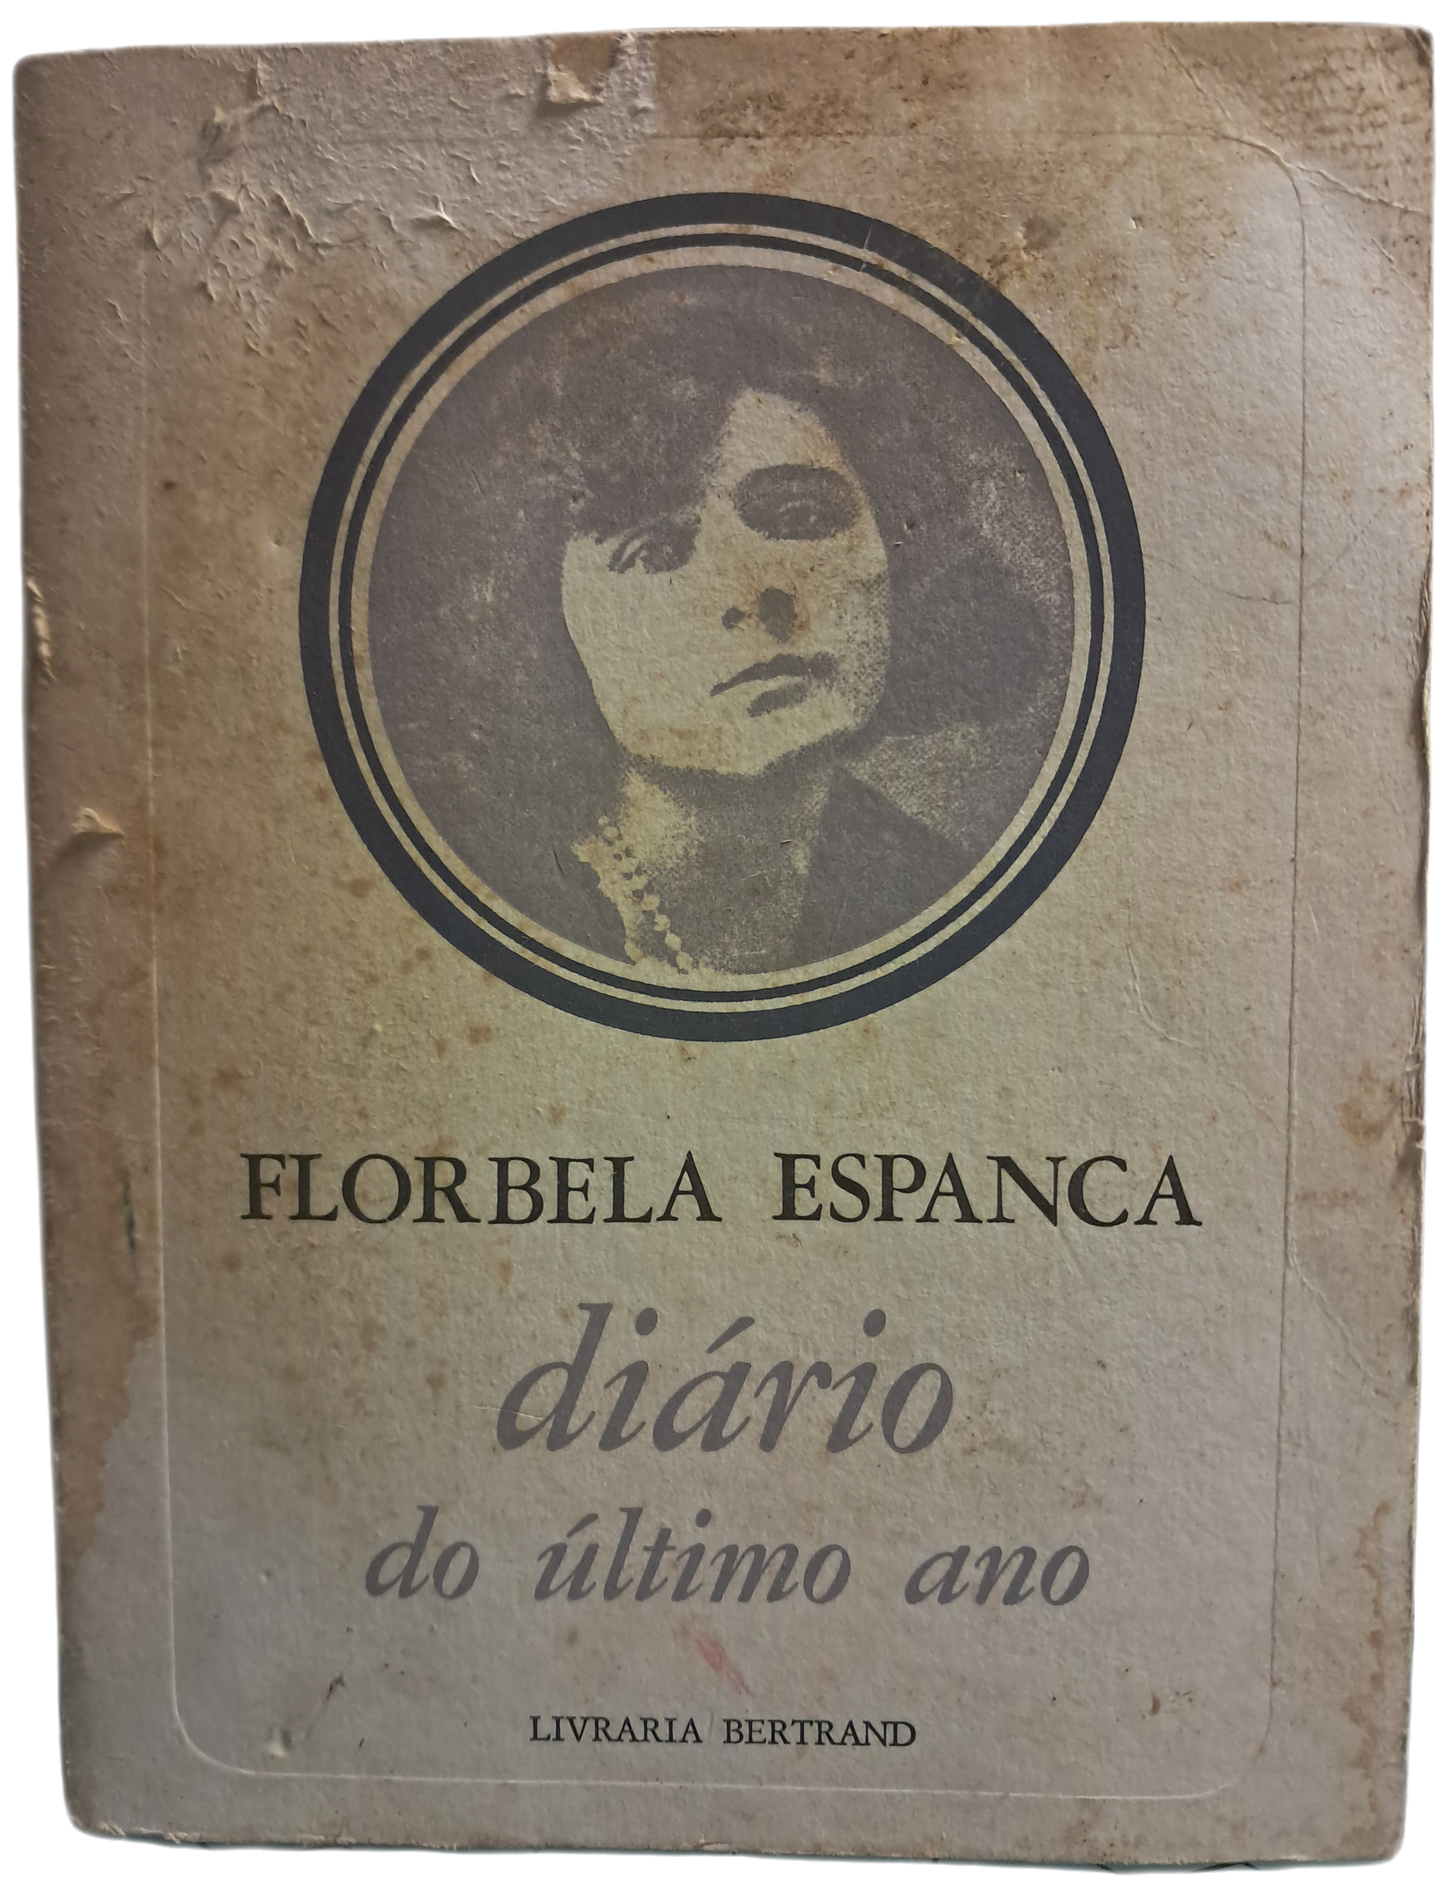 FLORBELA ESPANCA
diário
do último ano
LIVRARIA BERTRAND